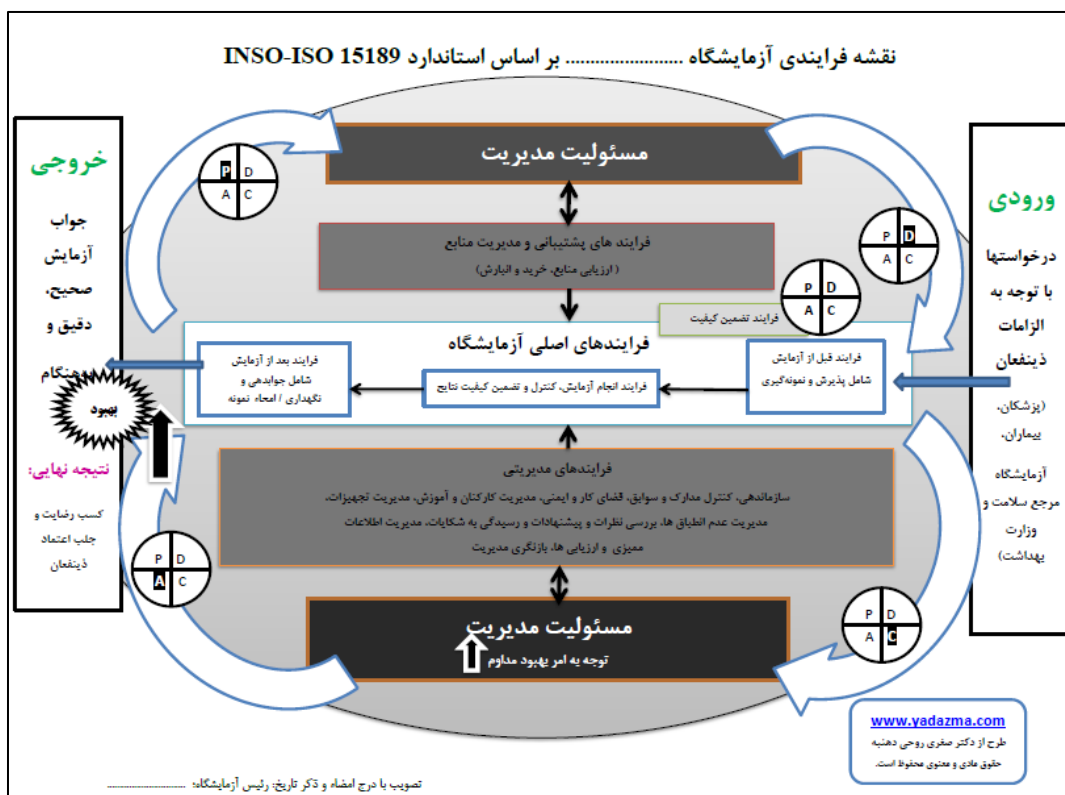 نقشه فرایندی آزمایشگاه ........................ بر اساس استاندارد INSO-ISO 15189
ورودی
درخواستها
با توجه به
الزامات
ذینفعان
(پزشکان،
بیماران،
آزمایشگاه
مرجع سلامت و
وزارت
بهداشت)
مسئولیت مدیریت
P D
A C
P D
A C
فرایند های پشتیبانی و مدیریت منابع
( ارزیابی منابع، خرید و انبارش)
P D
A C
فرایند تضمین کیفیت
فرایندهای اصلی آزمایشگاه
فرایند قبل از آزمایش
شامل پذیرش و نمونه‌گیری
فرایند انجام آزمایش، کنترل و تضمین کیفیت نتایج
فرایند بعد از آزمایش
شامل جوابدهی و
نگهداری / امحاء نمونه
فرایندهای مدیریتی
سازماندهی، کنترل مدارک و سوابق، فضای کار و ایمنی، مدیریت کارکنان و آموزش، مدیریت تجهیزات،
مدیریت عدم انطباق ها، بررسی نظرات و پیشنهادات و رسیدگی به شکایات، مدیریت اطلاعات
ممیزی و ارزیابی ها، بازنگری مدیریت
P D
A C
P D
A C
مسئولیت مدیریت
توجه به امر بهبود مداوم
خروجی
جواب
آزمایش
صحیح،
دقیق و
بهبود
نتیجه نهایی:
کسب رضایت و
جلب اعتماد
ذینفعان
www.yadazma.com
طرح از دکتر صغری روحی دهنبه
حقوق مادی و معنوی محفوظ است.
تصویب با درج امضاء و ذکر تاریخ: رئیس آزمایشگاه: ........................